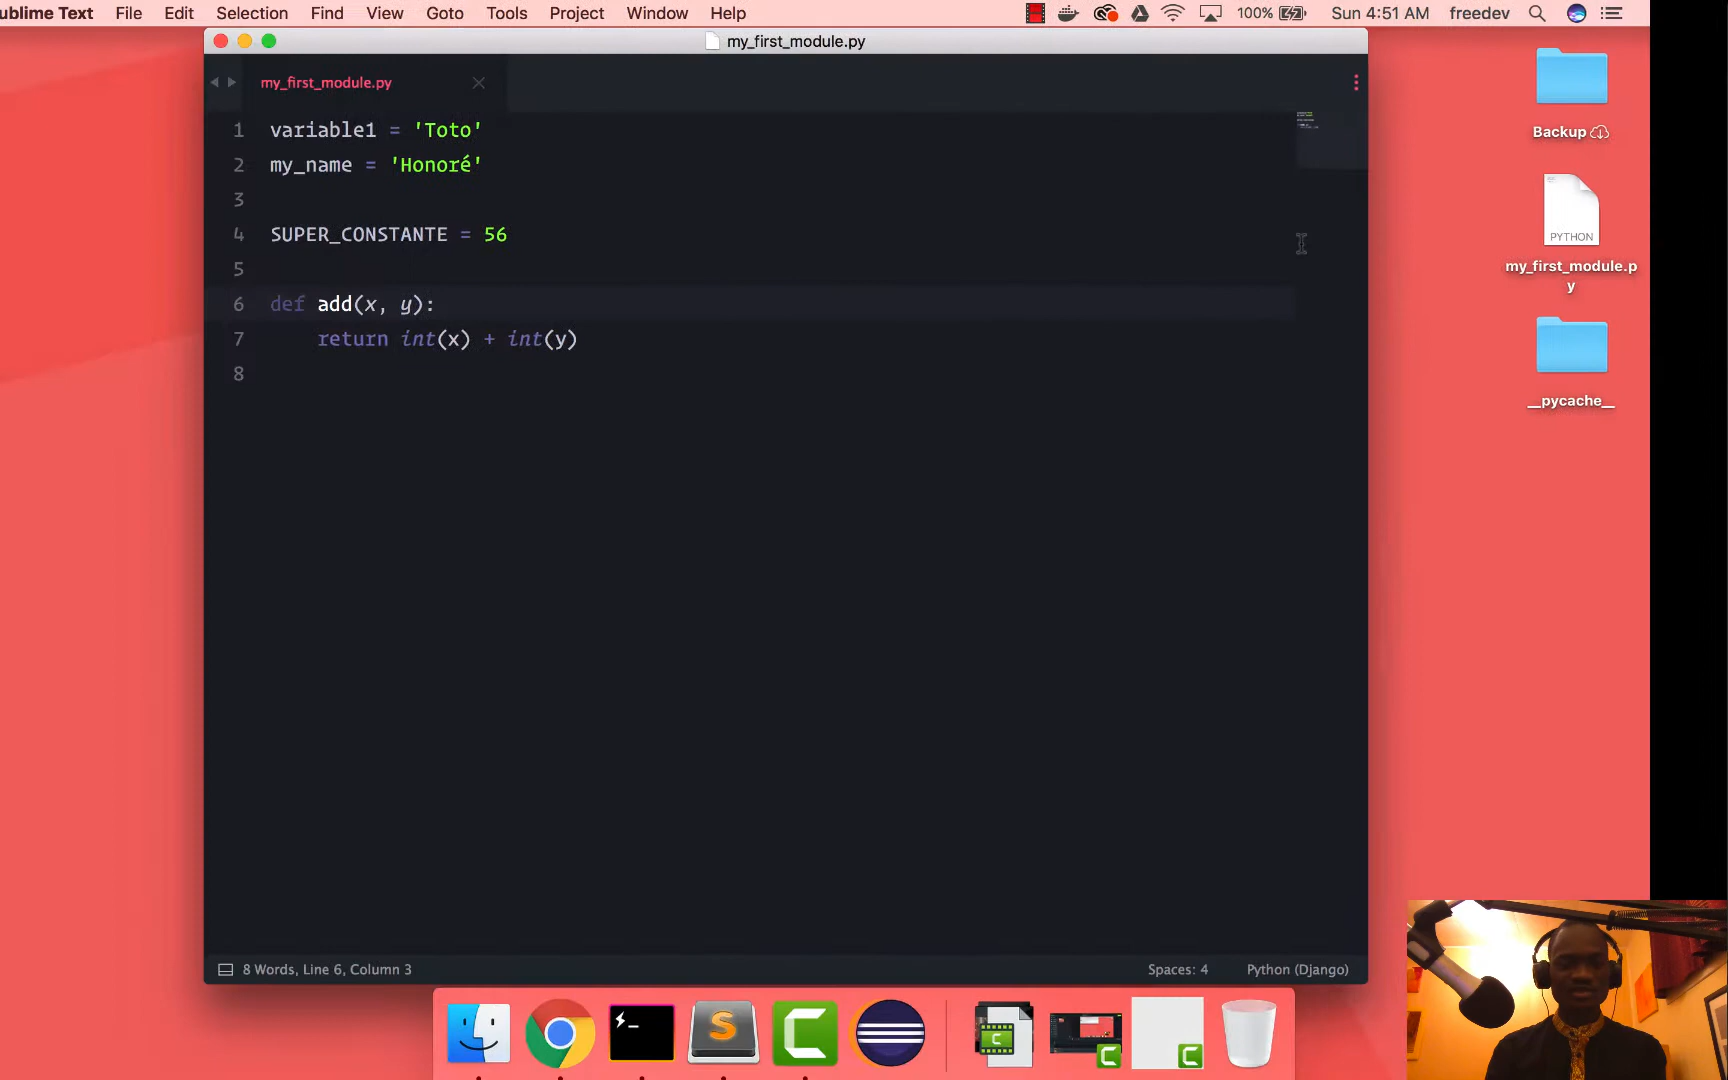 ublime Text File Edit Selection Find View Goto Tools Project Window Help 100% Sun 4:51 AM freedev
my_first_module.py
my_first_module.py
1 variable1 = 'Toto'
2 my_name = 'Honoré'
3
4 SUPER_CONSTANTE = 56
5
6 def add(x, y):
7 return int(x) + int(y)
8
8 Words, Line 6, Column 3 Spaces: 4 Python (Django)
Backup
PYTHON
my_first_module.p
y
__pycache__
S
C
C
C
C